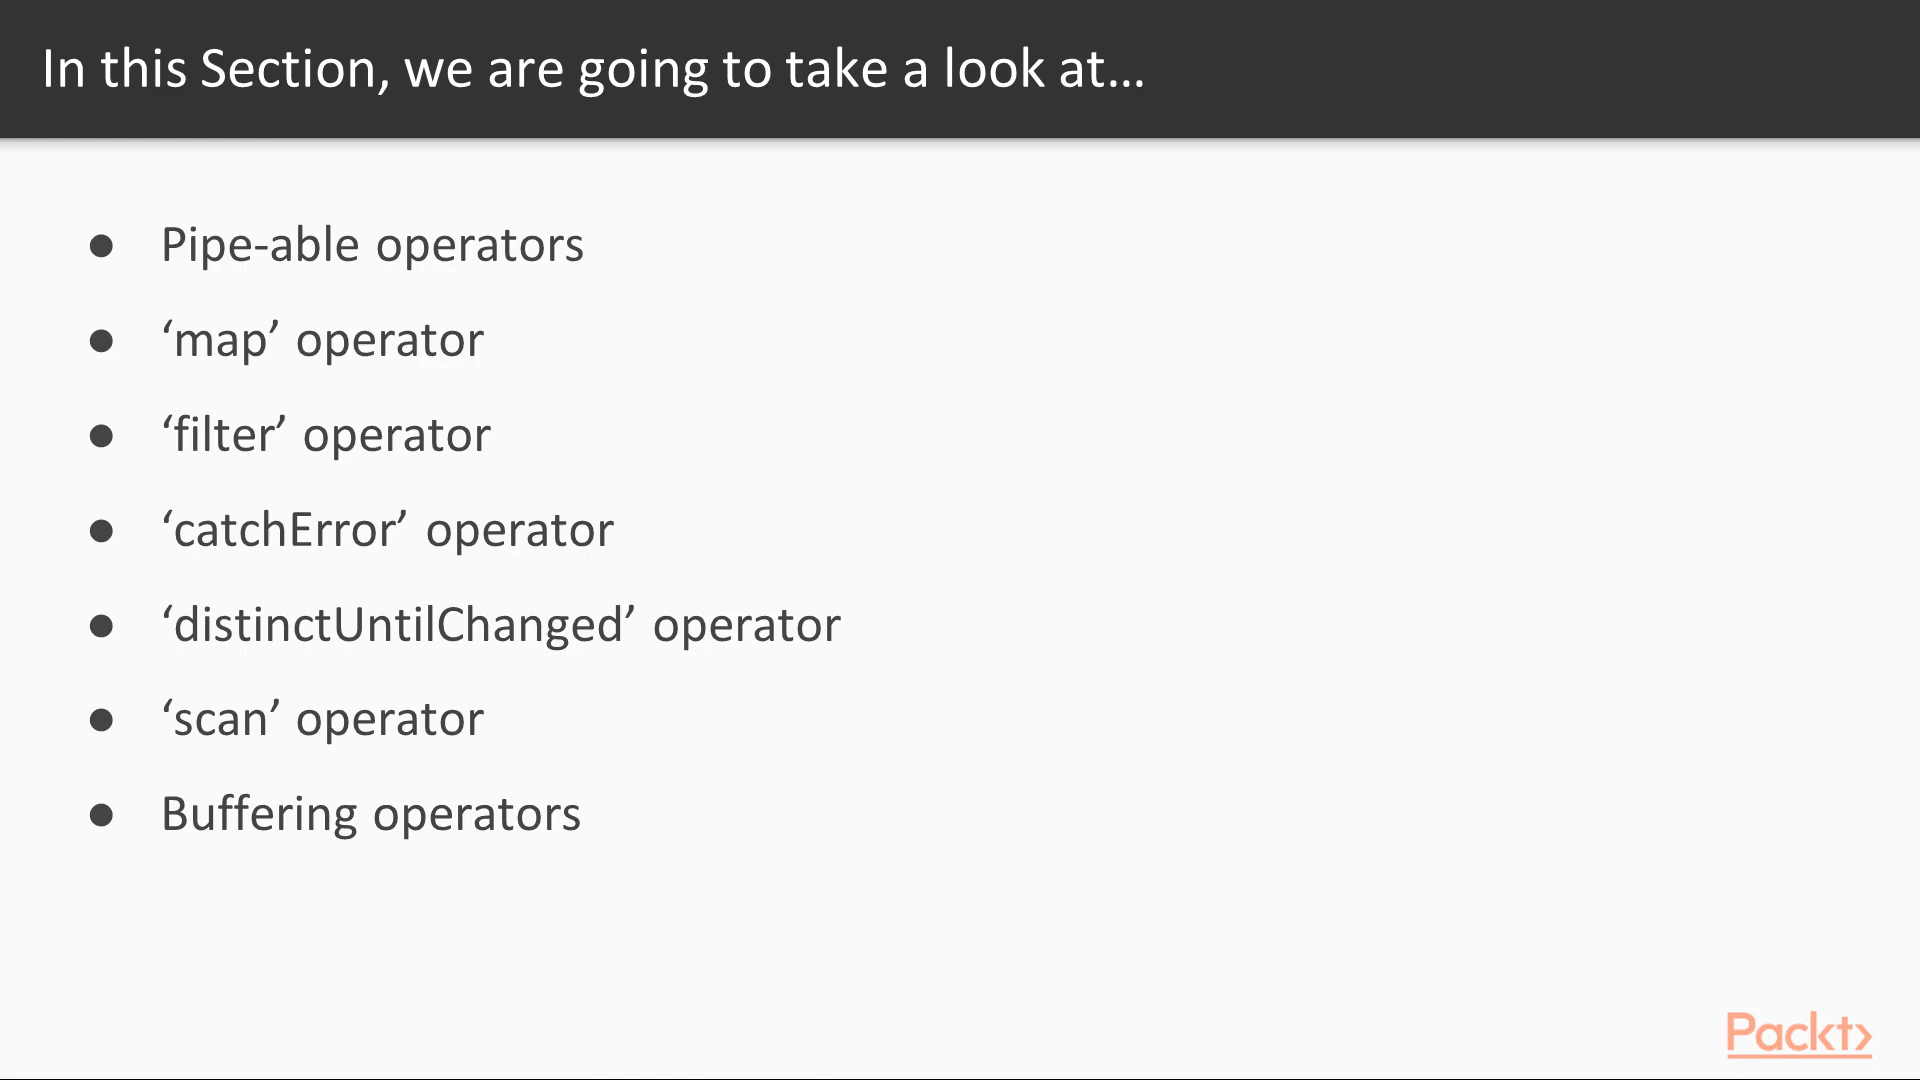 In this Section, we are going to take a look at...
● Pipe-able operators
● ‘map’ operator
● ‘filter’ operator
● ‘catchError’ operator
● ‘distinctUntilChanged’ operator
● ‘scan’ operator
● Buffering operators
Packt>